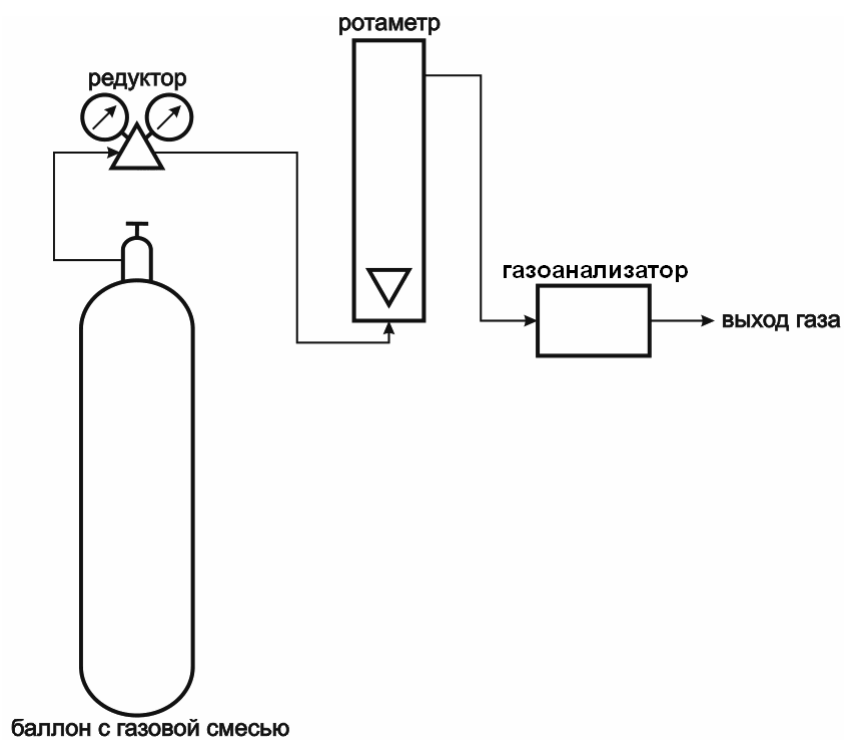 ротаметр
редуктор
газоанализатор
выход газа
баллон с газовой смесью